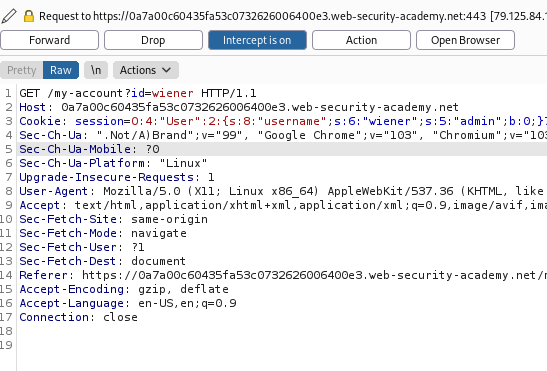 Request to https://0a7a00c60435fa53c0732626006400e3.web-security-academy.net:443 [79.125.84.
Forward Drop Intercept is on Action Open Browser
Pretty Raw \n Actions
1 GET /my-account?id=wiener HTTP/1.1
2 Host: 0a7a00c60435fa53c0732626006400e3.web-security-academy.net
3 Cookie: session=O:4:"User":2:{s:8:"username";s:6:"wiener";s:5:"admin";b:0;}
4 Sec-Ch-Ua: ".Not/A)Brand";v="99", "Google Chrome";v="103", "Chromium";v="103
5 Sec-Ch-Ua-Mobile: ?0
6 Sec-Ch-Ua-Platform: "Linux"
7 Upgrade-Insecure-Requests: 1
8 User-Agent: Mozilla/5.0 (X11; Linux x86_64) AppleWebKit/537.36 (KHTML, like
9 Accept: text/html,application/xhtml+xml,application/xml;q=0.9,image/avif,ima
10 Sec-Fetch-Site: same-origin
11 Sec-Fetch-Mode: navigate
12 Sec-Fetch-User: ?1
13 Sec-Fetch-Dest: document
14 Referer: https://0a7a00c60435fa53c0732626006400e3.web-security-academy.net/
15 Accept-Encoding: gzip, deflate
16 Accept-Language: en-US,en;q=0.9
17 Connection: close
18
19